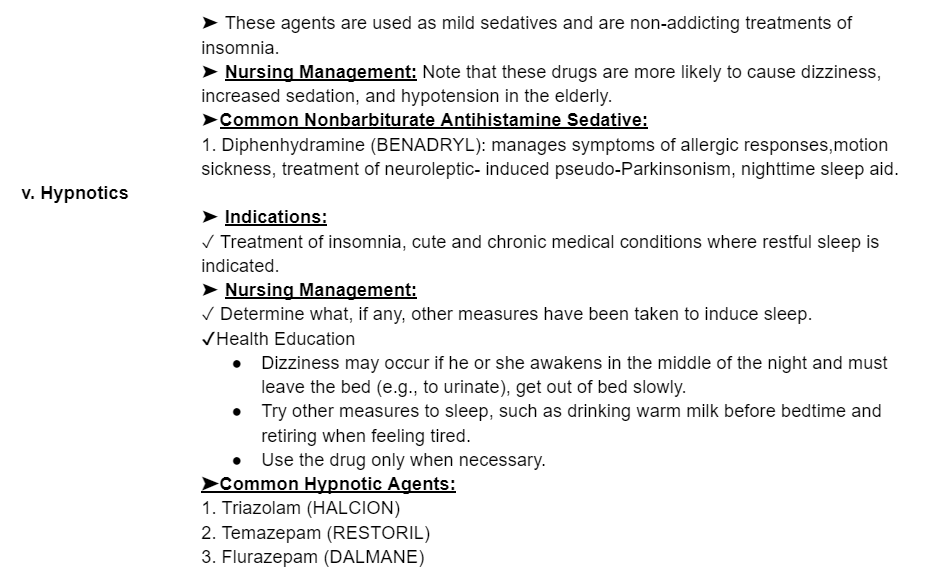 ➤ These agents are used as mild sedatives and are non-addicting treatments of
insomnia.
➤ Nursing Management: Note that these drugs are more likely to cause dizziness,
increased sedation, and hypotension in the elderly.
➤Common Nonbarbiturate Antihistamine Sedative:
1. Diphenhydramine (BENADRYL): manages symptoms of allergic responses,motion
sickness, treatment of neuroleptic- induced pseudo-Parkinsonism, nighttime sleep aid.
v. Hypnotics
➤ Indications:
✓ Treatment of insomnia, cute and chronic medical conditions where restful sleep is
indicated.
➤ Nursing Management:
✓ Determine what, if any, other measures have been taken to induce sleep.
✓Health Education
● Dizziness may occur if he or she awakens in the middle of the night and must
leave the bed (e.g., to urinate), get out of bed slowly.
● Try other measures to sleep, such as drinking warm milk before bedtime and
retiring when feeling tired.
● Use the drug only when necessary.
➤Common Hypnotic Agents:
1. Triazolam (HALCION)
2. Temazepam (RESTORIL)
3. Flurazepam (DALMANE)